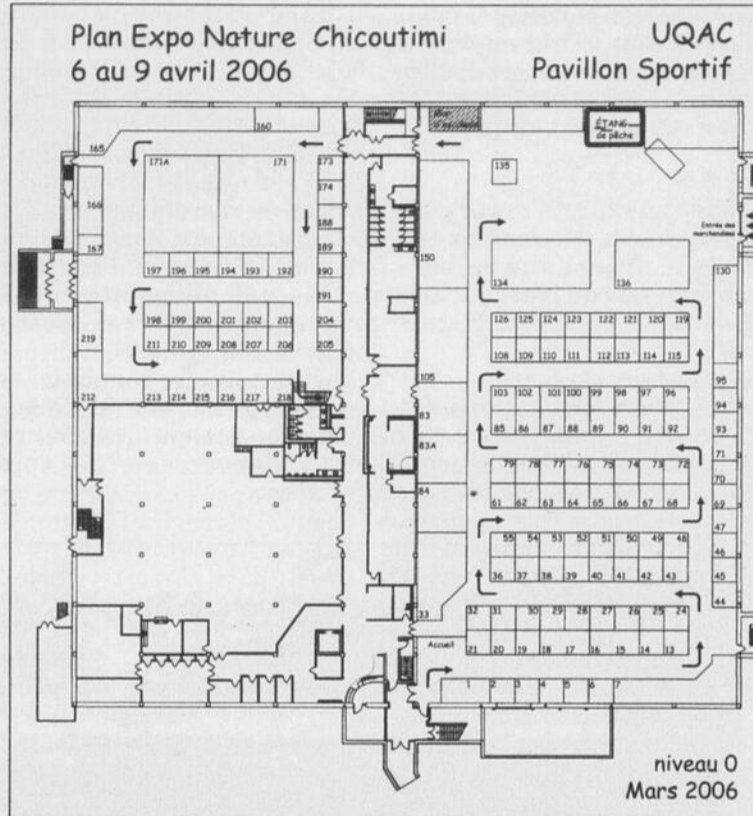 Plan Expo Nature Chicoutimi
6 au 9 avril 2006
UQAC
Pavillon Sportif
ÉTANG
de pêche
160
165
171A 171 173
174
135
166
188
Entrée des
marchandises
167
189
150
197 196 195 194 193 192 190
130
134 136
191
198 199 200 201 202 203 204
126 125 124 123 122 121 120 119
219
211 210 209 208 207 206 205
108 109 110 111 112 113 114 115
105
95
212 213 214 215 216 217 218
103 102 101 100 99 98 97 96
94
83
85 86 87 88 89 90 91 92
93
83A
71
79 78 77 76 75 74 73 72
70
84
61 62 63 64 65 66 67 68
69
47
55 54 53 52 51 50 49 48
46
36 37 38 39 40 41 42 43
45
44
33
32 31 30 29 28 27 26 25 24
Accueil
21 20 19 18 17 16 15 14 13
1 2 3 4 5 6 7
niveau 0
Mars 2006